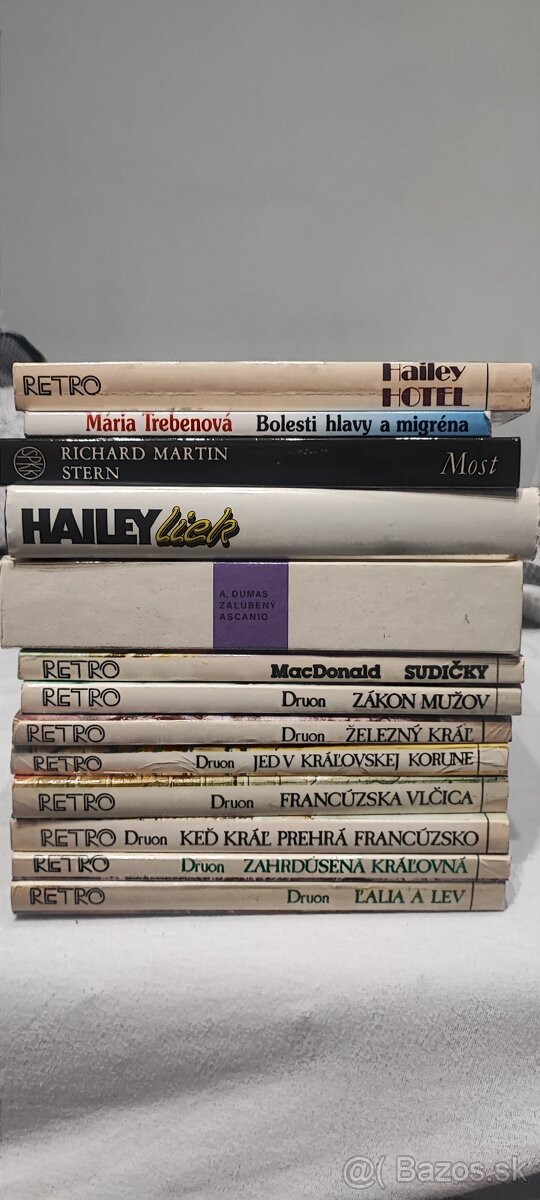 RETRO Hailey
HOTEL
Mária Trebenová Bolesti hlavy a migréna
RICHARD MARTIN
STERN Most
HAILEY liek
A. DUMAS
ZAĽÚBENÝ
ASCANIO
RETRO MacDonald SUDIČKY
RETRO Druon ZÁKON MUŽOV
RETRO Druon ŽELEZNÝ KRÁĽ
RETRO Druon JED V KRÁĽOVSKEJ KORUNE
RETRO Druon FRANCÚZSKA VLČICA
RETRO Druon KEĎ KRÁĽ PREHRÁ FRANCÚZSKO
RETRO Druon ZAHRDÚSENÁ KRÁĽOVNÁ
RETRO Druon ĽALIA A LEV
@ Bazos.sk